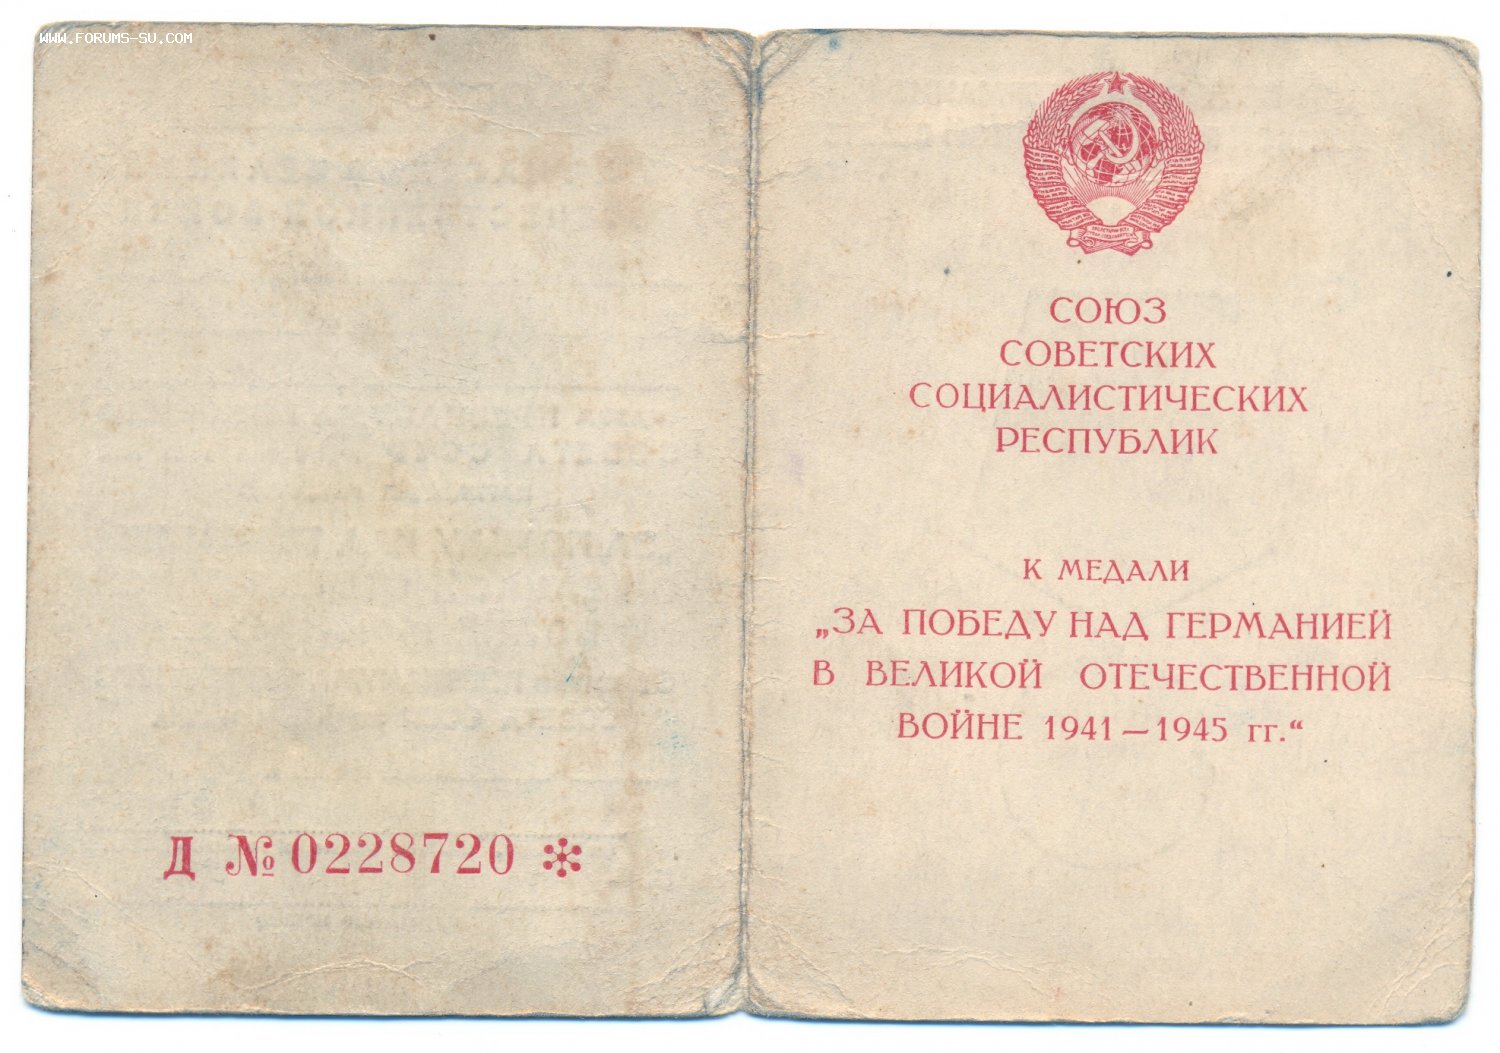 WWW.FORUMS-SU.COM
Д № 0228720
СОЮЗ
СОВЕТСКИХ
СОЦИАЛИСТИЧЕСКИХ
РЕСПУБЛИК
К МЕДАЛИ
„ЗА ПОБЕДУ НАД ГЕРМАНИЕЙ
В ВЕЛИКОЙ ОТЕЧЕСТВЕННОЙ
ВОЙНЕ 1941—1945 гг.“